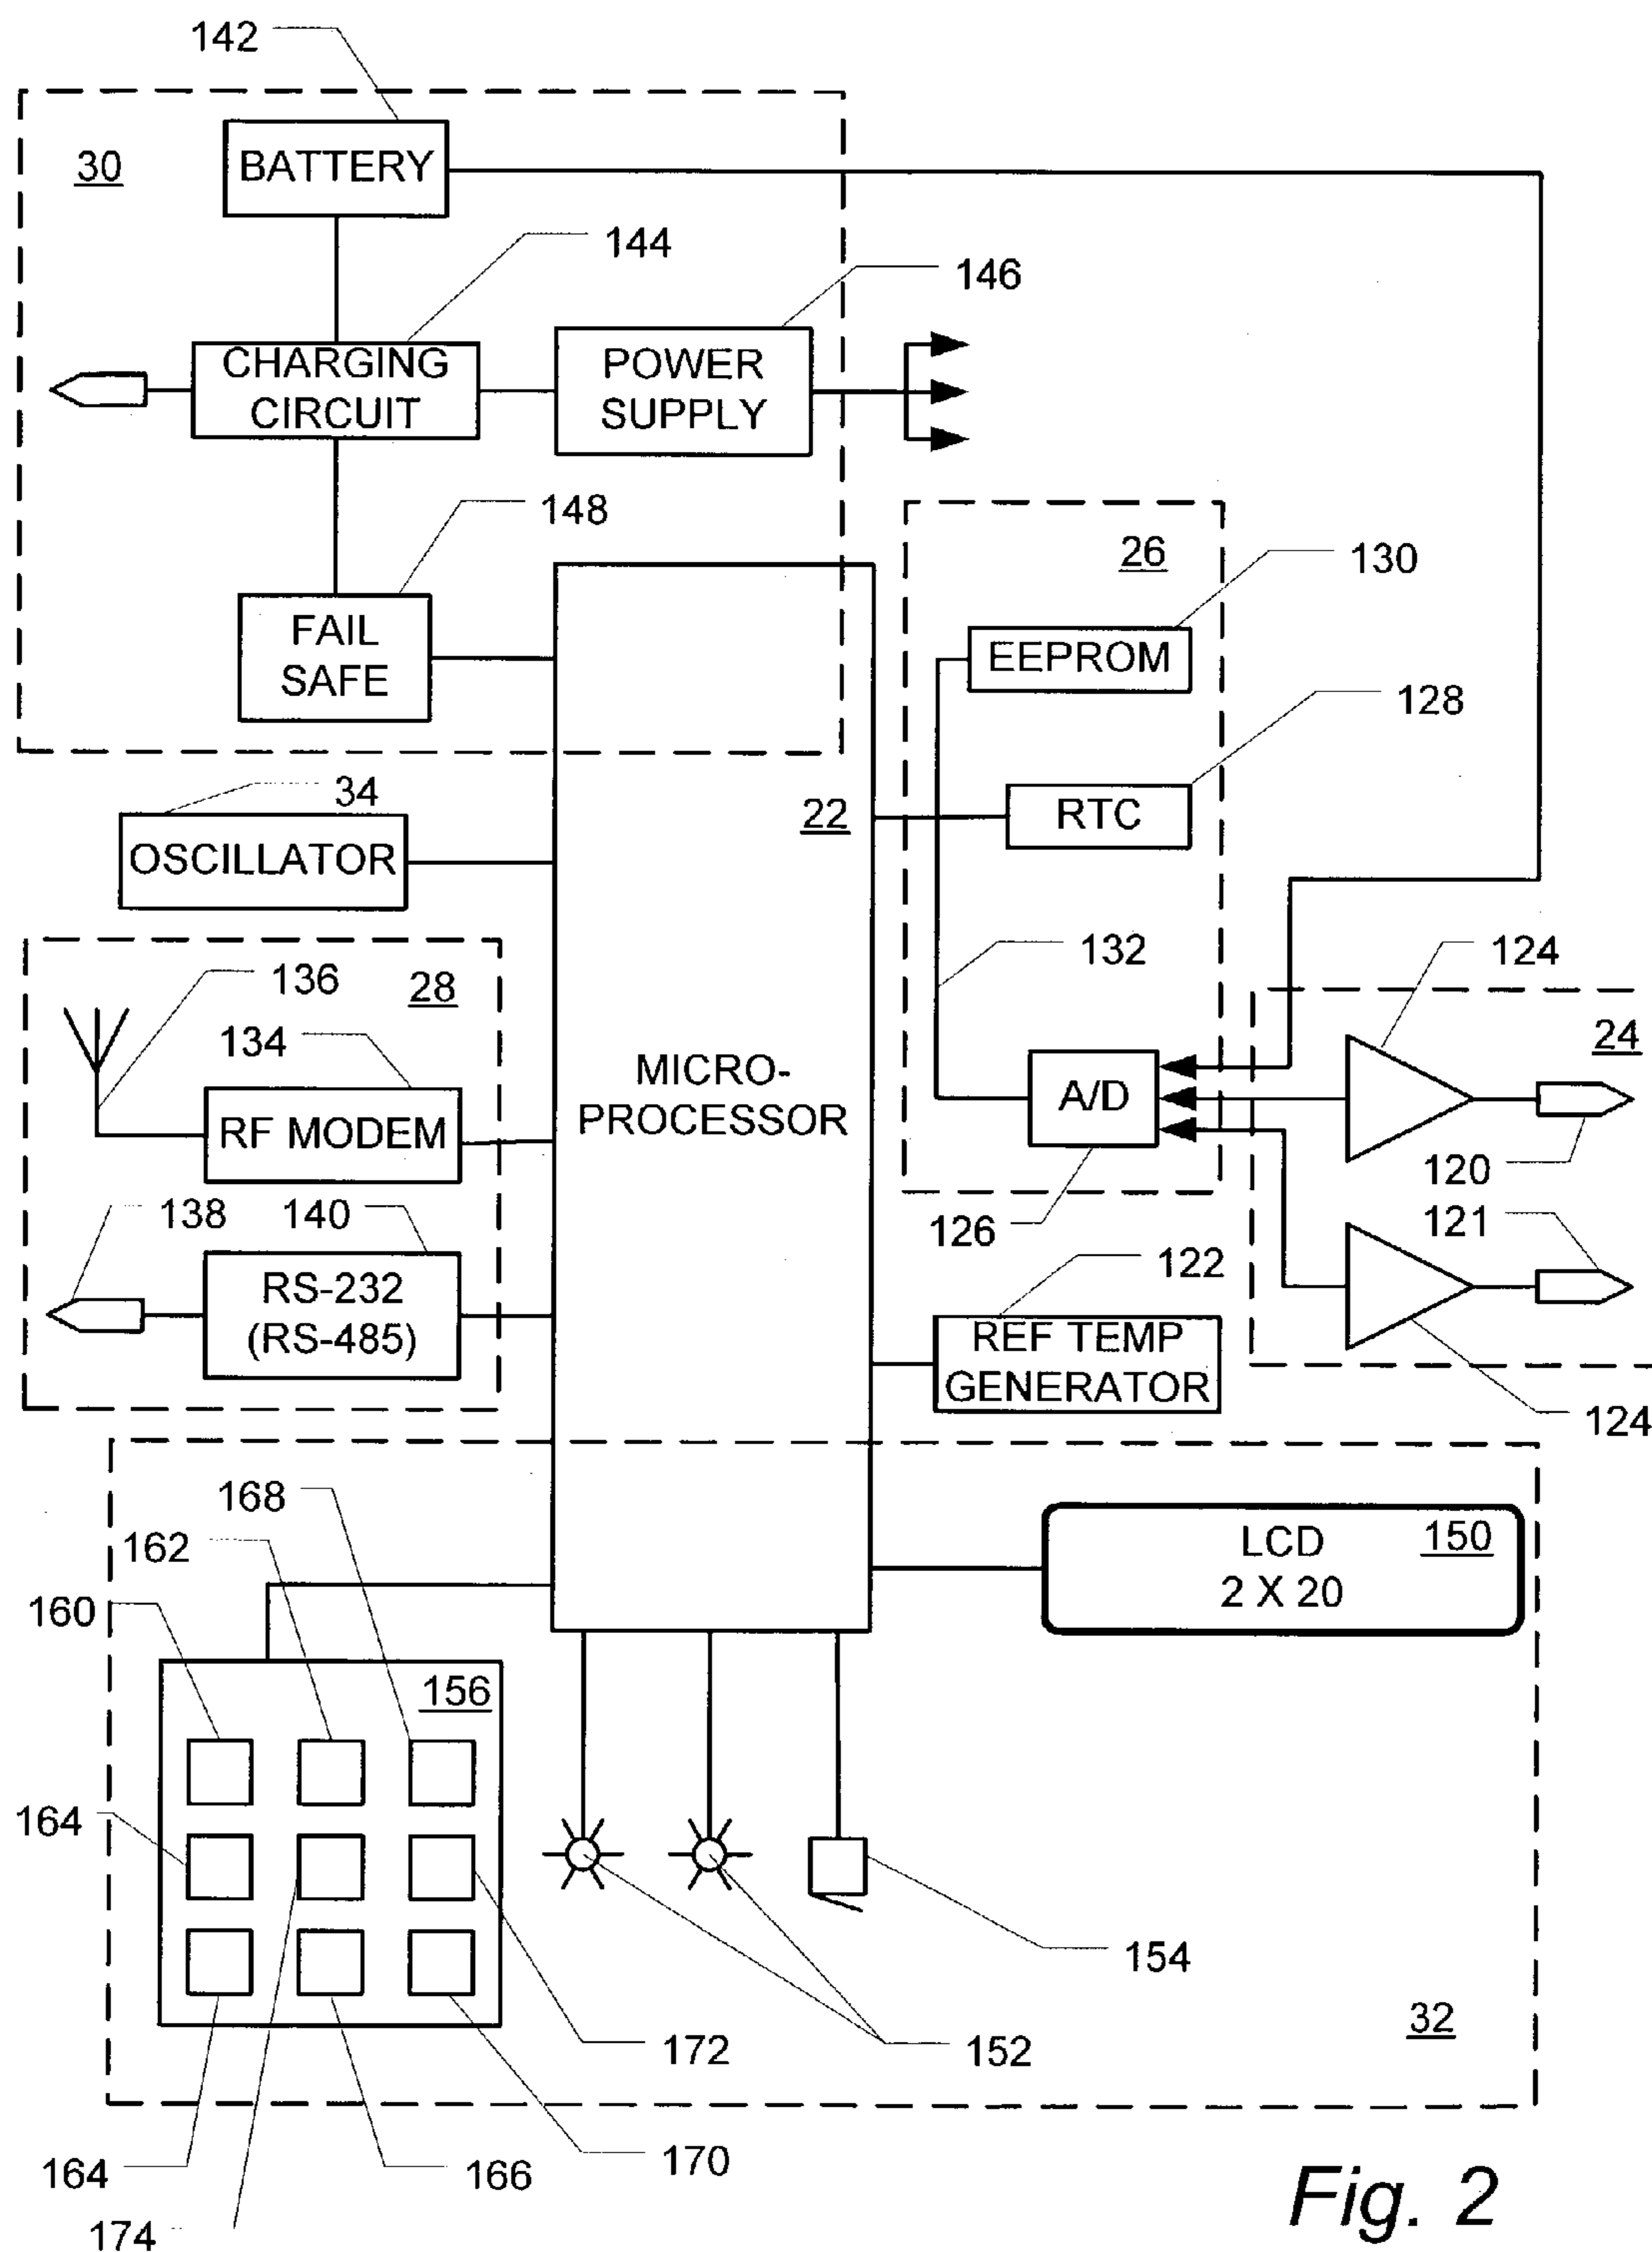 142
30
BATTERY
144
146
CHARGING
CIRCUIT
POWER
SUPPLY
148
26
130
FAIL
SAFE
EEPROM
128
34
22
RTC
OSCILLATOR
136
28
132
124
134
24
MICRO-
PROCESSOR
A/D
RF MODEM
120
138
140
126
121
RS-232
(RS-485)
122
REF TEMP
GENERATOR
124
168
162
LCD
2 X 20
150
160
156
164
154
172
152
32
164
166
170
174
Fig. 2